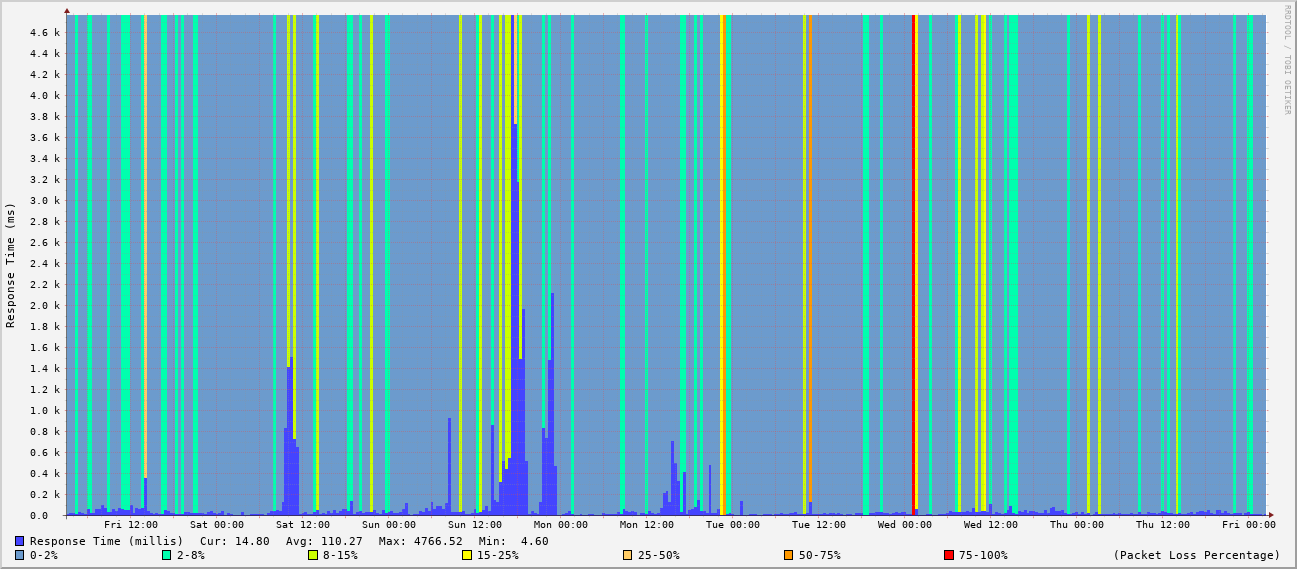 RRDTOOL / TOBI OETIKER
Response Time (ms)
4.6 k
4.4 k
4.2 k
4.0 k
3.8 k
3.6 k
3.4 k
3.2 k
3.0 k
2.8 k
2.6 k
2.4 k
2.2 k
2.0 k
1.8 k
1.6 k
1.4 k
1.2 k
1.0 k
0.8 k
0.6 k
0.4 k
0.2 k
0.0
Fri 12:00 Sat 00:00 Sat 12:00 Sun 00:00 Sun 12:00 Mon 00:00 Mon 12:00 Tue 00:00 Tue 12:00 Wed 00:00 Wed 12:00 Thu 00:00 Thu 12:00 Fri 00:00
Response Time (millis) Cur: 14.80 Avg: 110.27 Max: 4766.52 Min: 4.60
0-2% 2-8% 8-15% 15-25% 25-50% 50-75% 75-100% (Packet Loss Percentage)